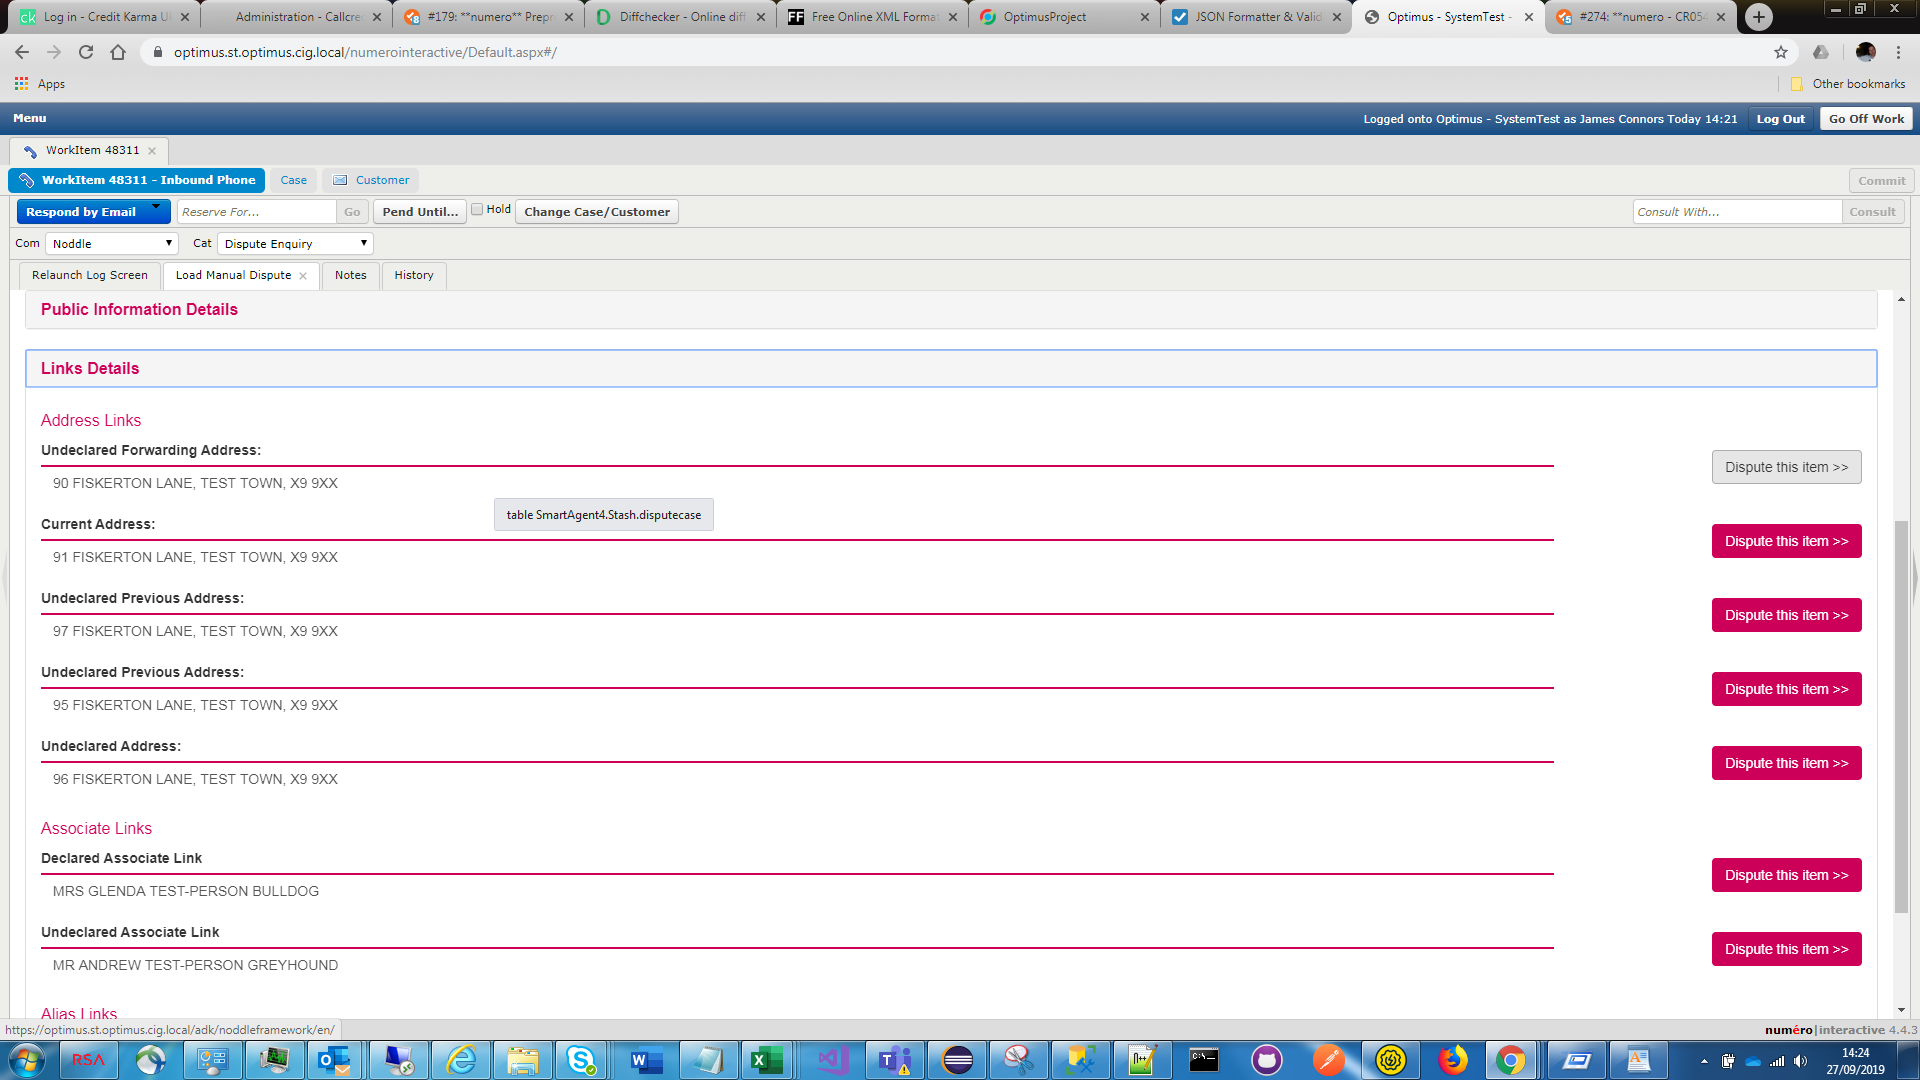 Log in - Credit Karma U
Administration - Callcre
#179: **numero** Prepr
Diffchecker - Online diff
Free Online XML Format
OptimusProject
JSON Formatter & Valid
Optimus - SystemTest -
#274: **numero - CR054
optimus.st.optimus.cig.local/numerointeractive/Default.aspx#/
Apps
Other bookmarks
Menu
Logged onto Optimus - SystemTest as James Connors Today 14:21
Log Out
Go Off Work
WorkItem 48311
WorkItem 48311 - Inbound Phone
Case
Customer
Commit
Respond by Email
Reserve For...
Go
Pend Until...
Hold
Change Case/Customer
Consult With...
Consult
Com
Noddle
Cat
Dispute Enquiry
Relaunch Log Screen
Load Manual Dispute
Notes
History
Public Information Details
Links Details
Address Links
Undeclared Forwarding Address:
90 FISKERTON LANE, TEST TOWN, X9 9XX
Dispute this item >>
table SmartAgent4.Stash.disputecase
Current Address:
91 FISKERTON LANE, TEST TOWN, X9 9XX
Dispute this item >>
Undeclared Previous Address:
97 FISKERTON LANE, TEST TOWN, X9 9XX
Dispute this item >>
Undeclared Previous Address:
95 FISKERTON LANE, TEST TOWN, X9 9XX
Dispute this item >>
Undeclared Address:
96 FISKERTON LANE, TEST TOWN, X9 9XX
Dispute this item >>
Associate Links
Declared Associate Link
MRS GLENDA TEST-PERSON BULLDOG
Dispute this item >>
Undeclared Associate Link
MR ANDREW TEST-PERSON GREYHOUND
Dispute this item >>
Alias Links
https://optimus.st.optimus.cig.local/adk/noddleframework/en/
numéro|interactive 4.4.3
RSA
14:24
27/09/2019